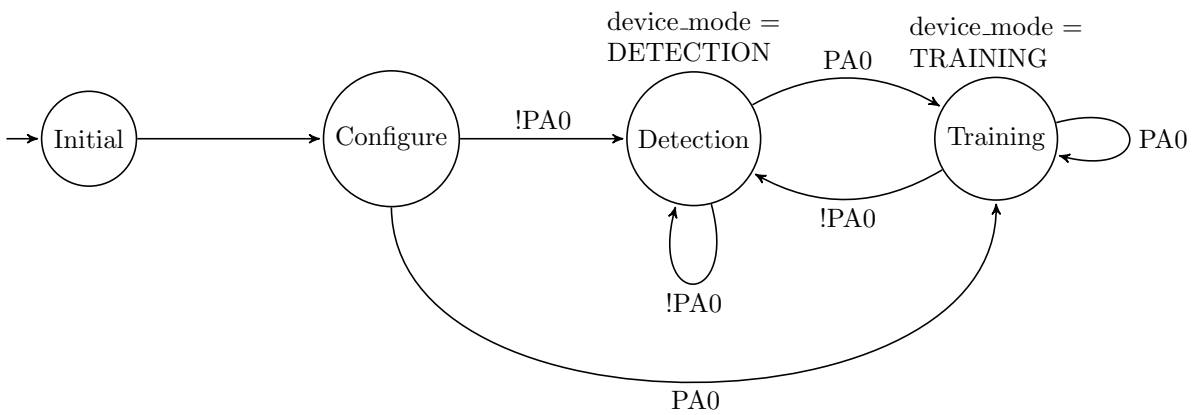 device_mode =
DETECTION
device_mode =
TRAINING
PA0
Initial
Configure
!PA0
Detection
Training
PA0
!PA0
!PA0
PA0